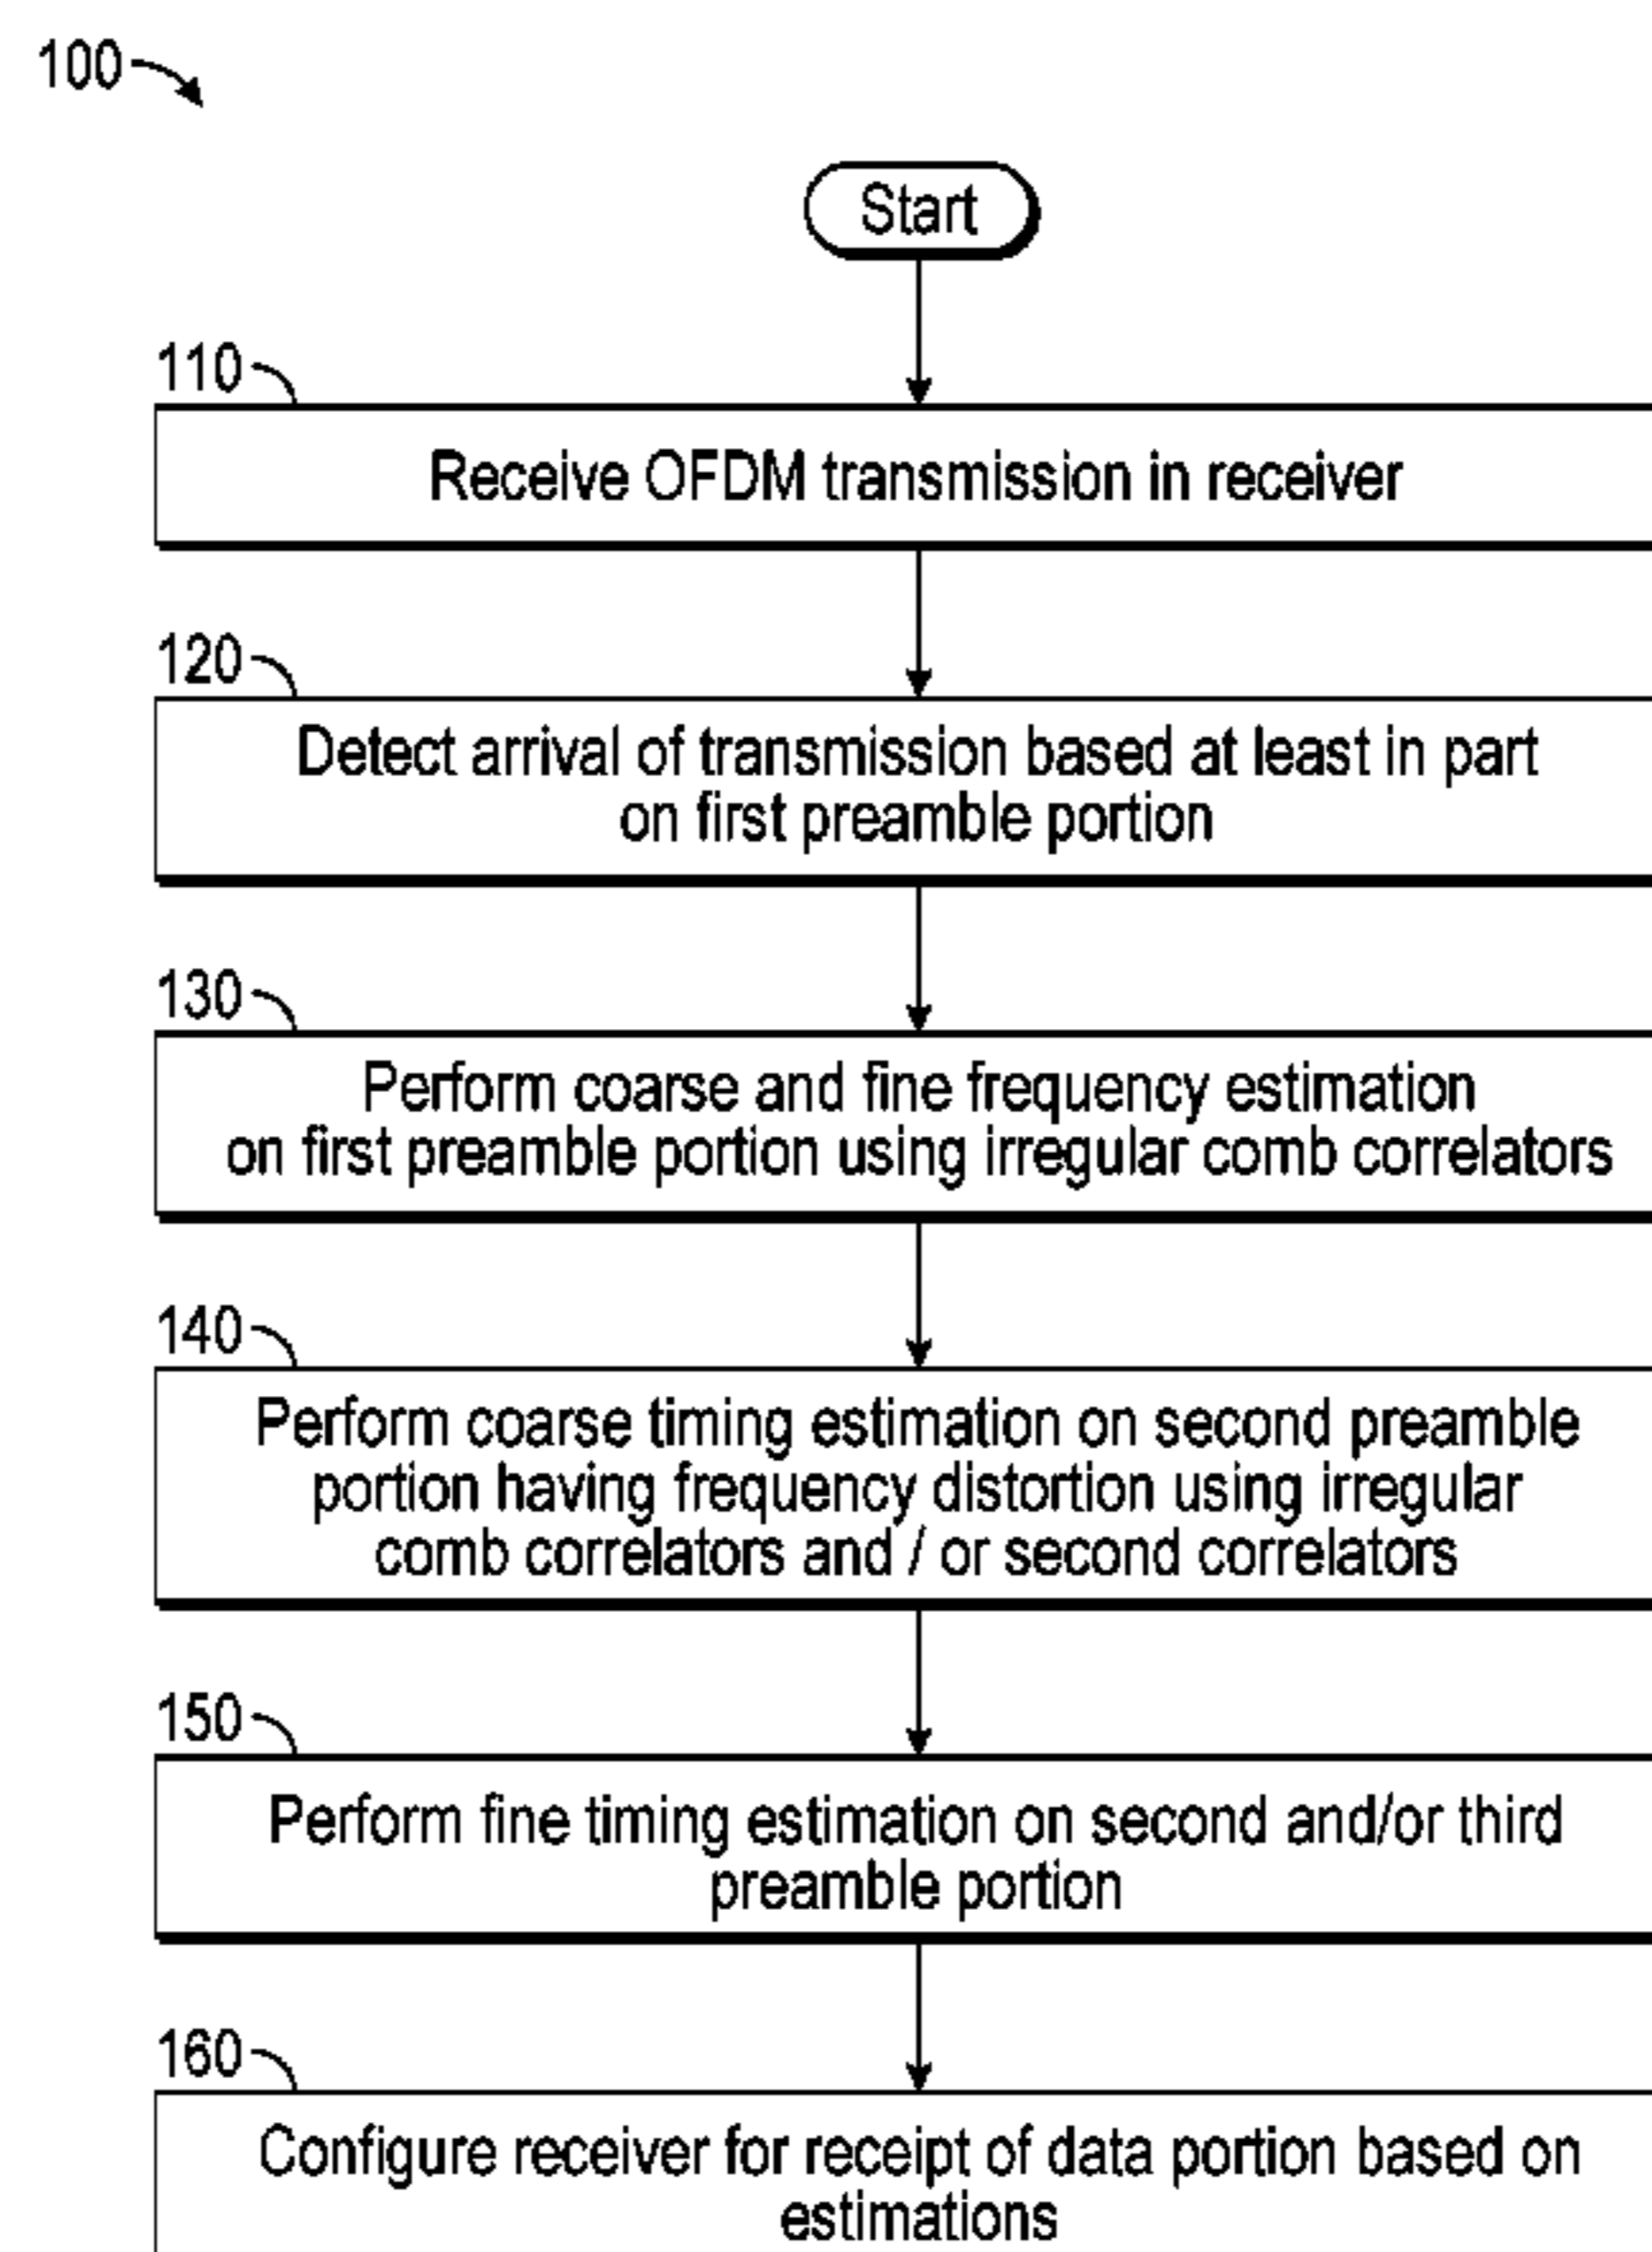 100
Start
110
Receive OFDM transmission in receiver
120
Detect arrival of transmission based at least in part
on first preamble portion
130
Perform coarse and fine frequency estimation
on first preamble portion using irregular comb correlators
140
Perform coarse timing estimation on second preamble
portion having frequency distortion using irregular
comb correlators and / or second correlators
150
Perform fine timing estimation on second and/or third
preamble portion
160
Configure receiver for receipt of data portion based on
estimations